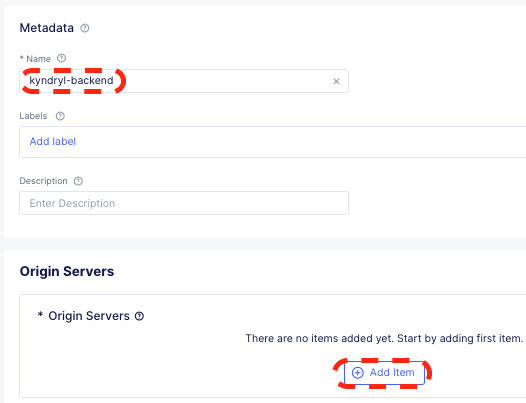 Metadata
* Name
kyndryl-backend
Labels
Add label
Description
Enter Description
Origin Servers
* Origin Servers
There are no items added yet. Start by adding first item.
Add Item